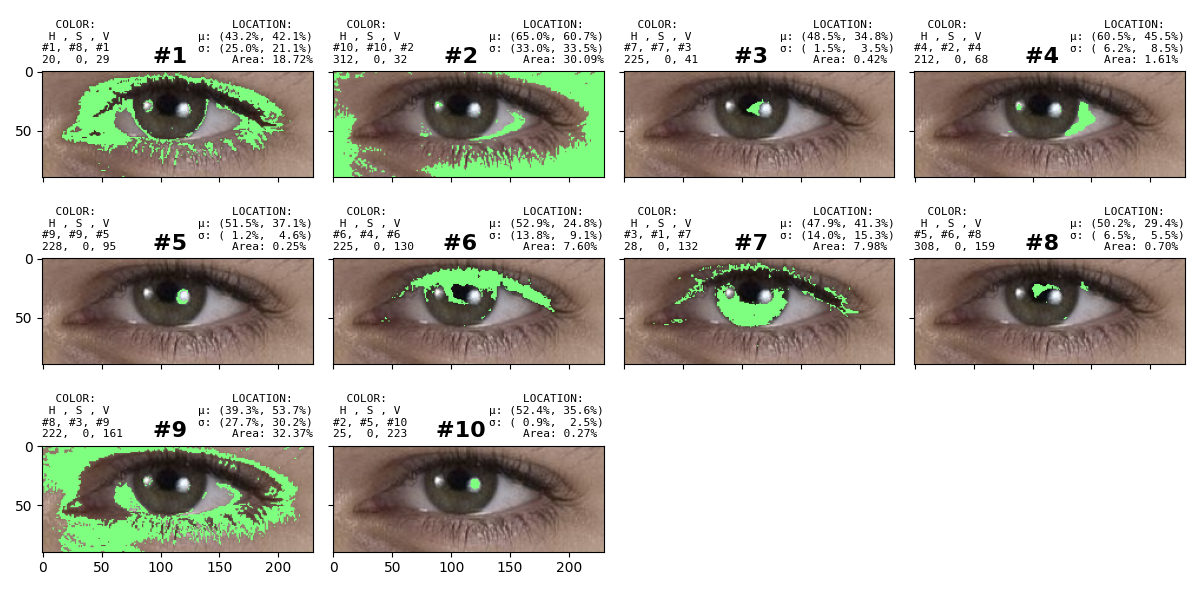 COLOR: LOCATION:
H , S , V μ: (43.2%, 42.1%)
#1, #8, #1 #1 σ: (25.0%, 21.1%)
20, 0, 29 Area: 18.72%
COLOR: LOCATION:
H , S , V μ: (65.0%, 60.7%)
#10, #10, #2 #2 σ: (33.0%, 33.5%)
312, 0, 32 Area: 30.09%
COLOR: LOCATION:
H , S , V μ: (48.5%, 34.8%)
#7, #7, #3 #3 σ: ( 1.5%, 3.5%)
225, 0, 41 Area: 0.42%
COLOR: LOCATION:
H , S , V μ: (60.5%, 45.5%)
#4, #2, #4 #4 σ: ( 6.2%, 8.5%)
212, 0, 68 Area: 1.61%
0
50
COLOR: LOCATION:
H , S , V μ: (51.5%, 37.1%)
#9, #9, #5 #5 σ: ( 1.2%, 4.6%)
228, 0, 95 Area: 0.25%
COLOR: LOCATION:
H , S , V μ: (52.9%, 24.8%)
#6, #4, #6 #6 σ: (13.8%, 9.1%)
225, 0, 130 Area: 7.60%
COLOR: LOCATION:
H , S , V μ: (47.9%, 41.3%)
#3, #1, #7 #7 σ: (14.0%, 15.3%)
28, 0, 132 Area: 7.98%
COLOR: LOCATION:
H , S , V μ: (50.2%, 29.4%)
#5, #6, #8 #8 σ: ( 6.5%, 5.5%)
308, 0, 159 Area: 0.70%
0
50
COLOR: LOCATION:
H , S , V μ: (39.3%, 53.7%)
#8, #3, #9 #9 σ: (27.7%, 30.2%)
222, 0, 161 Area: 32.37%
COLOR: LOCATION:
H , S , V μ: (52.4%, 35.6%)
#2, #5, #10 #10 σ: ( 0.9%, 2.5%)
25, 0, 223 Area: 0.27%
0
50
0 50 100 150 200
0 50 100 150 200